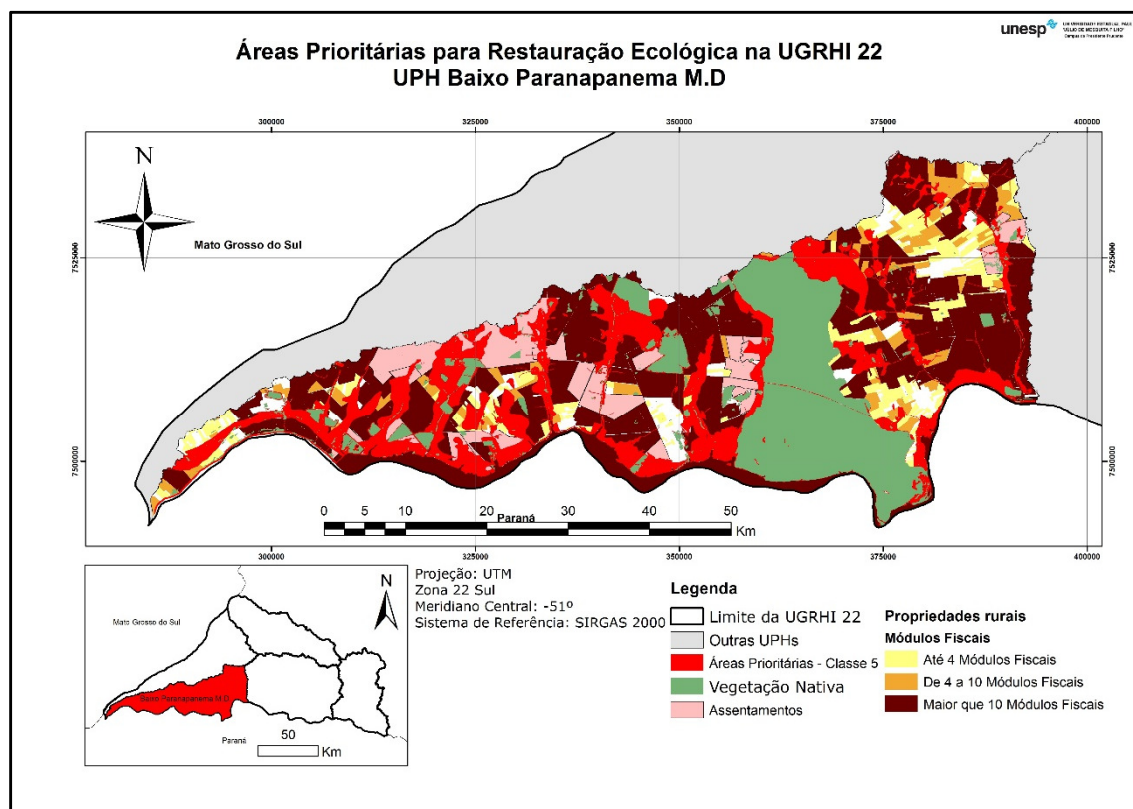 unesp
Áreas Prioritárias para Restauração Ecológica na UGRHI 22
UPH Baixo Paranapanema M.D
300000
325000
350000
375000
400000
N
Mato Grosso do Sul
7525000
7525000
7500000
7500000
Paraná
0 5 10 20 30 40 50
Km
300000
325000
350000
375000
400000
N
Mato Grosso do Sul
Baixo Paranapanema M.D
Paraná
50
Km
Projeção: UTM
Zona 22 Sul
Meridiano Central: -51º
Sistema de Referência: SIRGAS 2000
Legenda
Limite da UGRHI 22
Outras UPHs
Áreas Prioritárias - Classe 5
Vegetação Nativa
Assentamentos
Propriedades rurais
Módulos Fiscais
Até 4 Módulos Fiscais
De 4 a 10 Módulos Fiscais
Maior que 10 Módulos Fiscais